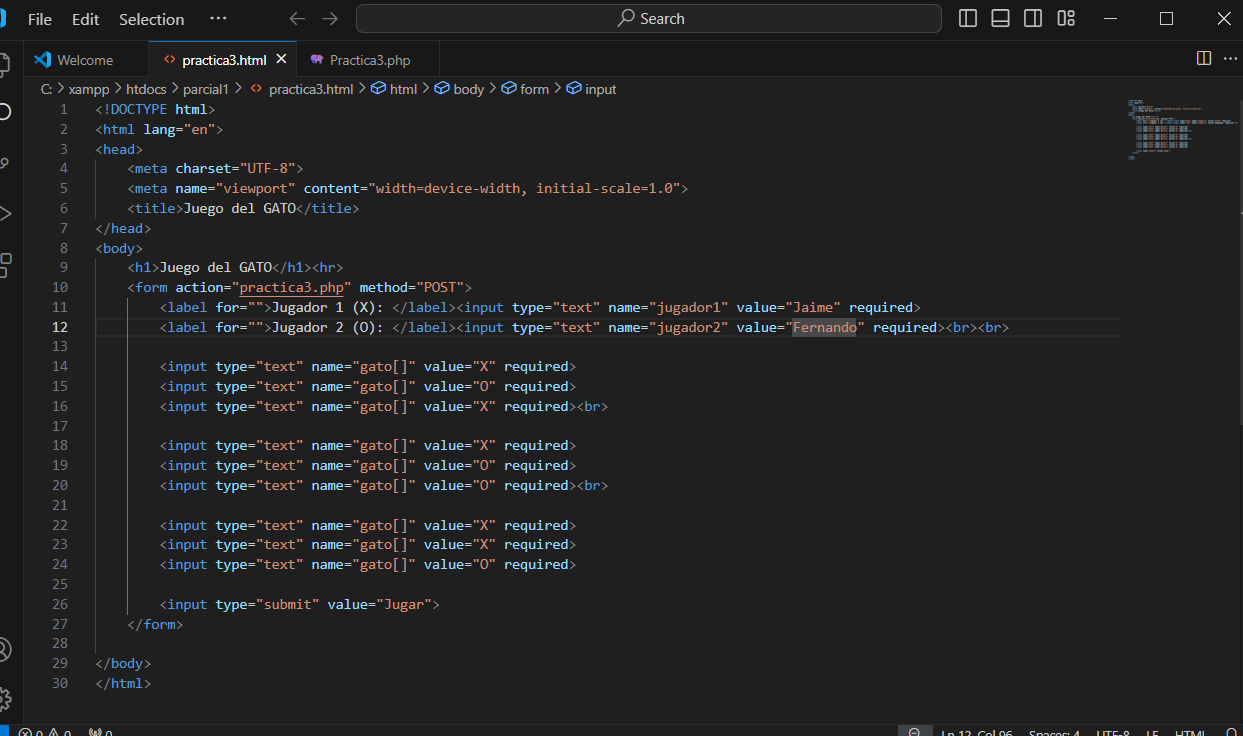 File Edit Selection ··· Search
Welcome practica3.html Practica3.php
C: > xampp > htdocs > parcial1 > practica3.html > html > body > form > input
1 <!DOCTYPE html>
2 <html lang="en">
3 <head>
4 <meta charset="UTF-8">
5 <meta name="viewport" content="width=device-width, initial-scale=1.0">
6 <title>Juego del GATO</title>
7 </head>
8 <body>
9 <h1>Juego del GATO</h1><hr>
10 <form action="practica3.php" method="POST">
11 <label for="">Jugador 1 (X): </label><input type="text" name="jugador1" value="Jaime" required>
12 <label for="">Jugador 2 (O): </label><input type="text" name="jugador2" value="Fernando" required><br><br>
13
14 <input type="text" name="gato[]" value="X" required>
15 <input type="text" name="gato[]" value="O" required>
16 <input type="text" name="gato[]" value="X" required><br>
17
18 <input type="text" name="gato[]" value="X" required>
19 <input type="text" name="gato[]" value="O" required>
20 <input type="text" name="gato[]" value="O" required><br>
21
22 <input type="text" name="gato[]" value="X" required>
23 <input type="text" name="gato[]" value="X" required>
24 <input type="text" name="gato[]" value="O" required>
25
26 <input type="submit" value="Jugar">
27 </form>
28
29 </body>
30 </html>
0 0 0 Ln 12, Col 96 Spaces: 4 UTF-8 LF HTML